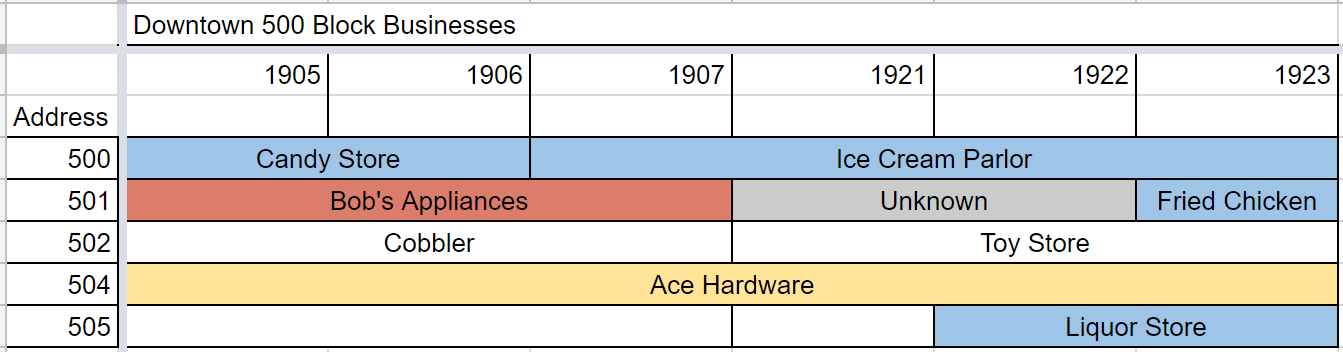 Downtown 500 Block Businesses
1905 1906 1907 1921 1922 1923
Address
500 Candy Store Ice Cream Parlor
501 Bob's Appliances Unknown Fried Chicken
502 Cobbler Toy Store
504 Ace Hardware
505 Liquor Store